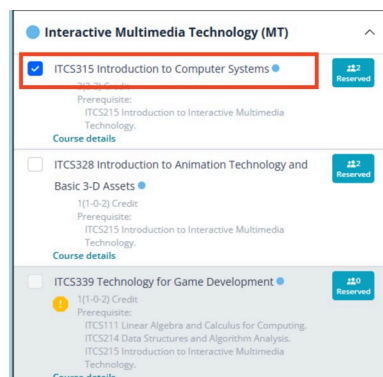 Interactive Multimedia Technology (MT)
ITCS315 Introduction to Computer Systems
2
Reserved
Credit
Prerequisite:
ITCS215 Introduction to Interactive Multimedia
Technology.
Course details
ITCS328 Introduction to Animation Technology and
Basic 3-D Assets
2
Reserved
1(1-0-2) Credit
Prerequisite:
ITCS215 Introduction to Interactive Multimedia
Technology.
Course details
ITCS339 Technology for Game Development
0
Reserved
1(1-0-2) Credit
Prerequisite:
ITCS111 Linear Algebra and Calculus for Computing.
ITCS214 Data Structures and Algorithm Analysis.
ITCS215 Introduction to Interactive Multimedia
Technology.
Course details